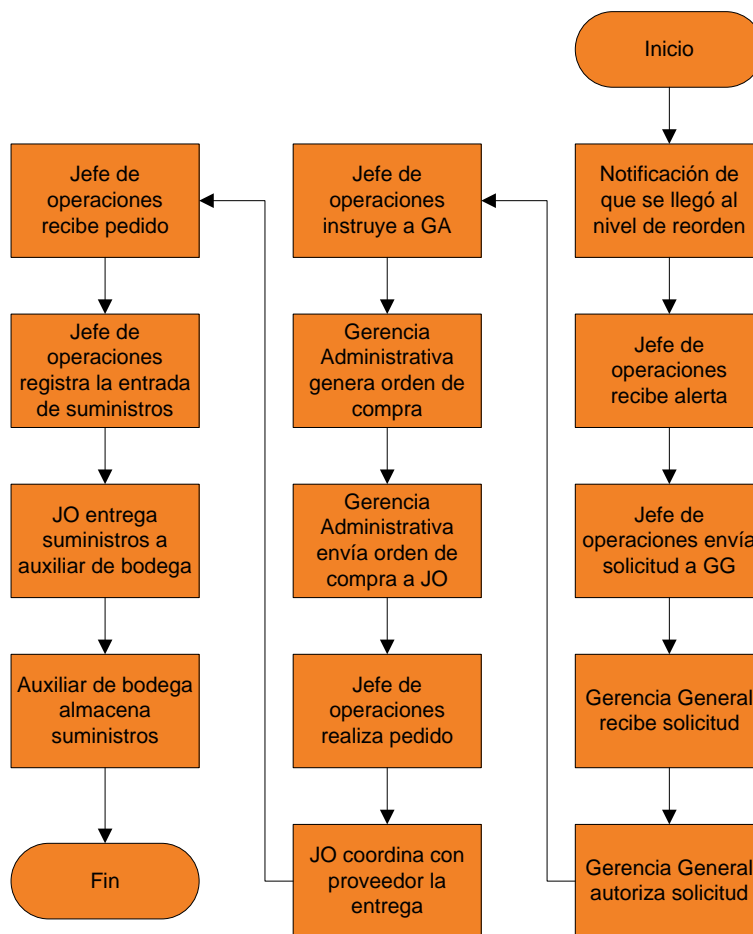 Inicio
Notificación de
que se llegó al
nivel de reorden
Jefe de
operaciones
recibe alerta
Jefe de
operaciones envía
solicitud a GG
Gerencia General
recibe solicitud
Gerencia General
autoriza solicitud
Jefe de
operaciones
instruye a GA
Gerencia
Administrativa
genera orden de
compra
Gerencia
Administrativa
envía orden de
compra a JO
Jefe de
operaciones
realiza pedido
JO coordina con
proveedor la
entrega
Jefe de
operaciones
recibe pedido
Jefe de
operaciones
registra la entrada
de suministros
JO entrega
suministros a
auxiliar de bodega
Auxiliar de bodega
almacena
suministros
Fin